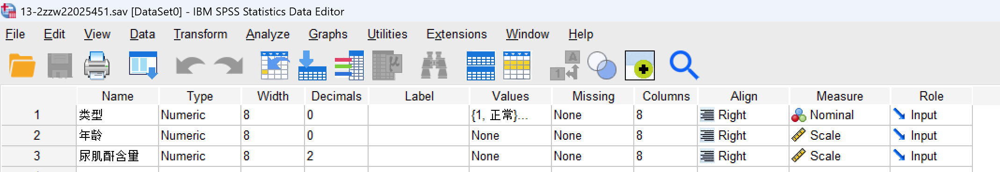 13-2zzw22025451.sav [DataSet0] - IBM SPSS Statistics Data Editor
File Edit View Data Transform Analyze Graphs Utilities Extensions Window Help
Name Type Width Decimals Label Values Missing Columns Align Measure Role
1 类型 Numeric 8 0 {1, 正常}... None 8 Right Nominal Input
2 年龄 Numeric 8 0 None None 8 Right Scale Input
3 尿肌酐含量 Numeric 8 2 None None 8 Right Scale Input